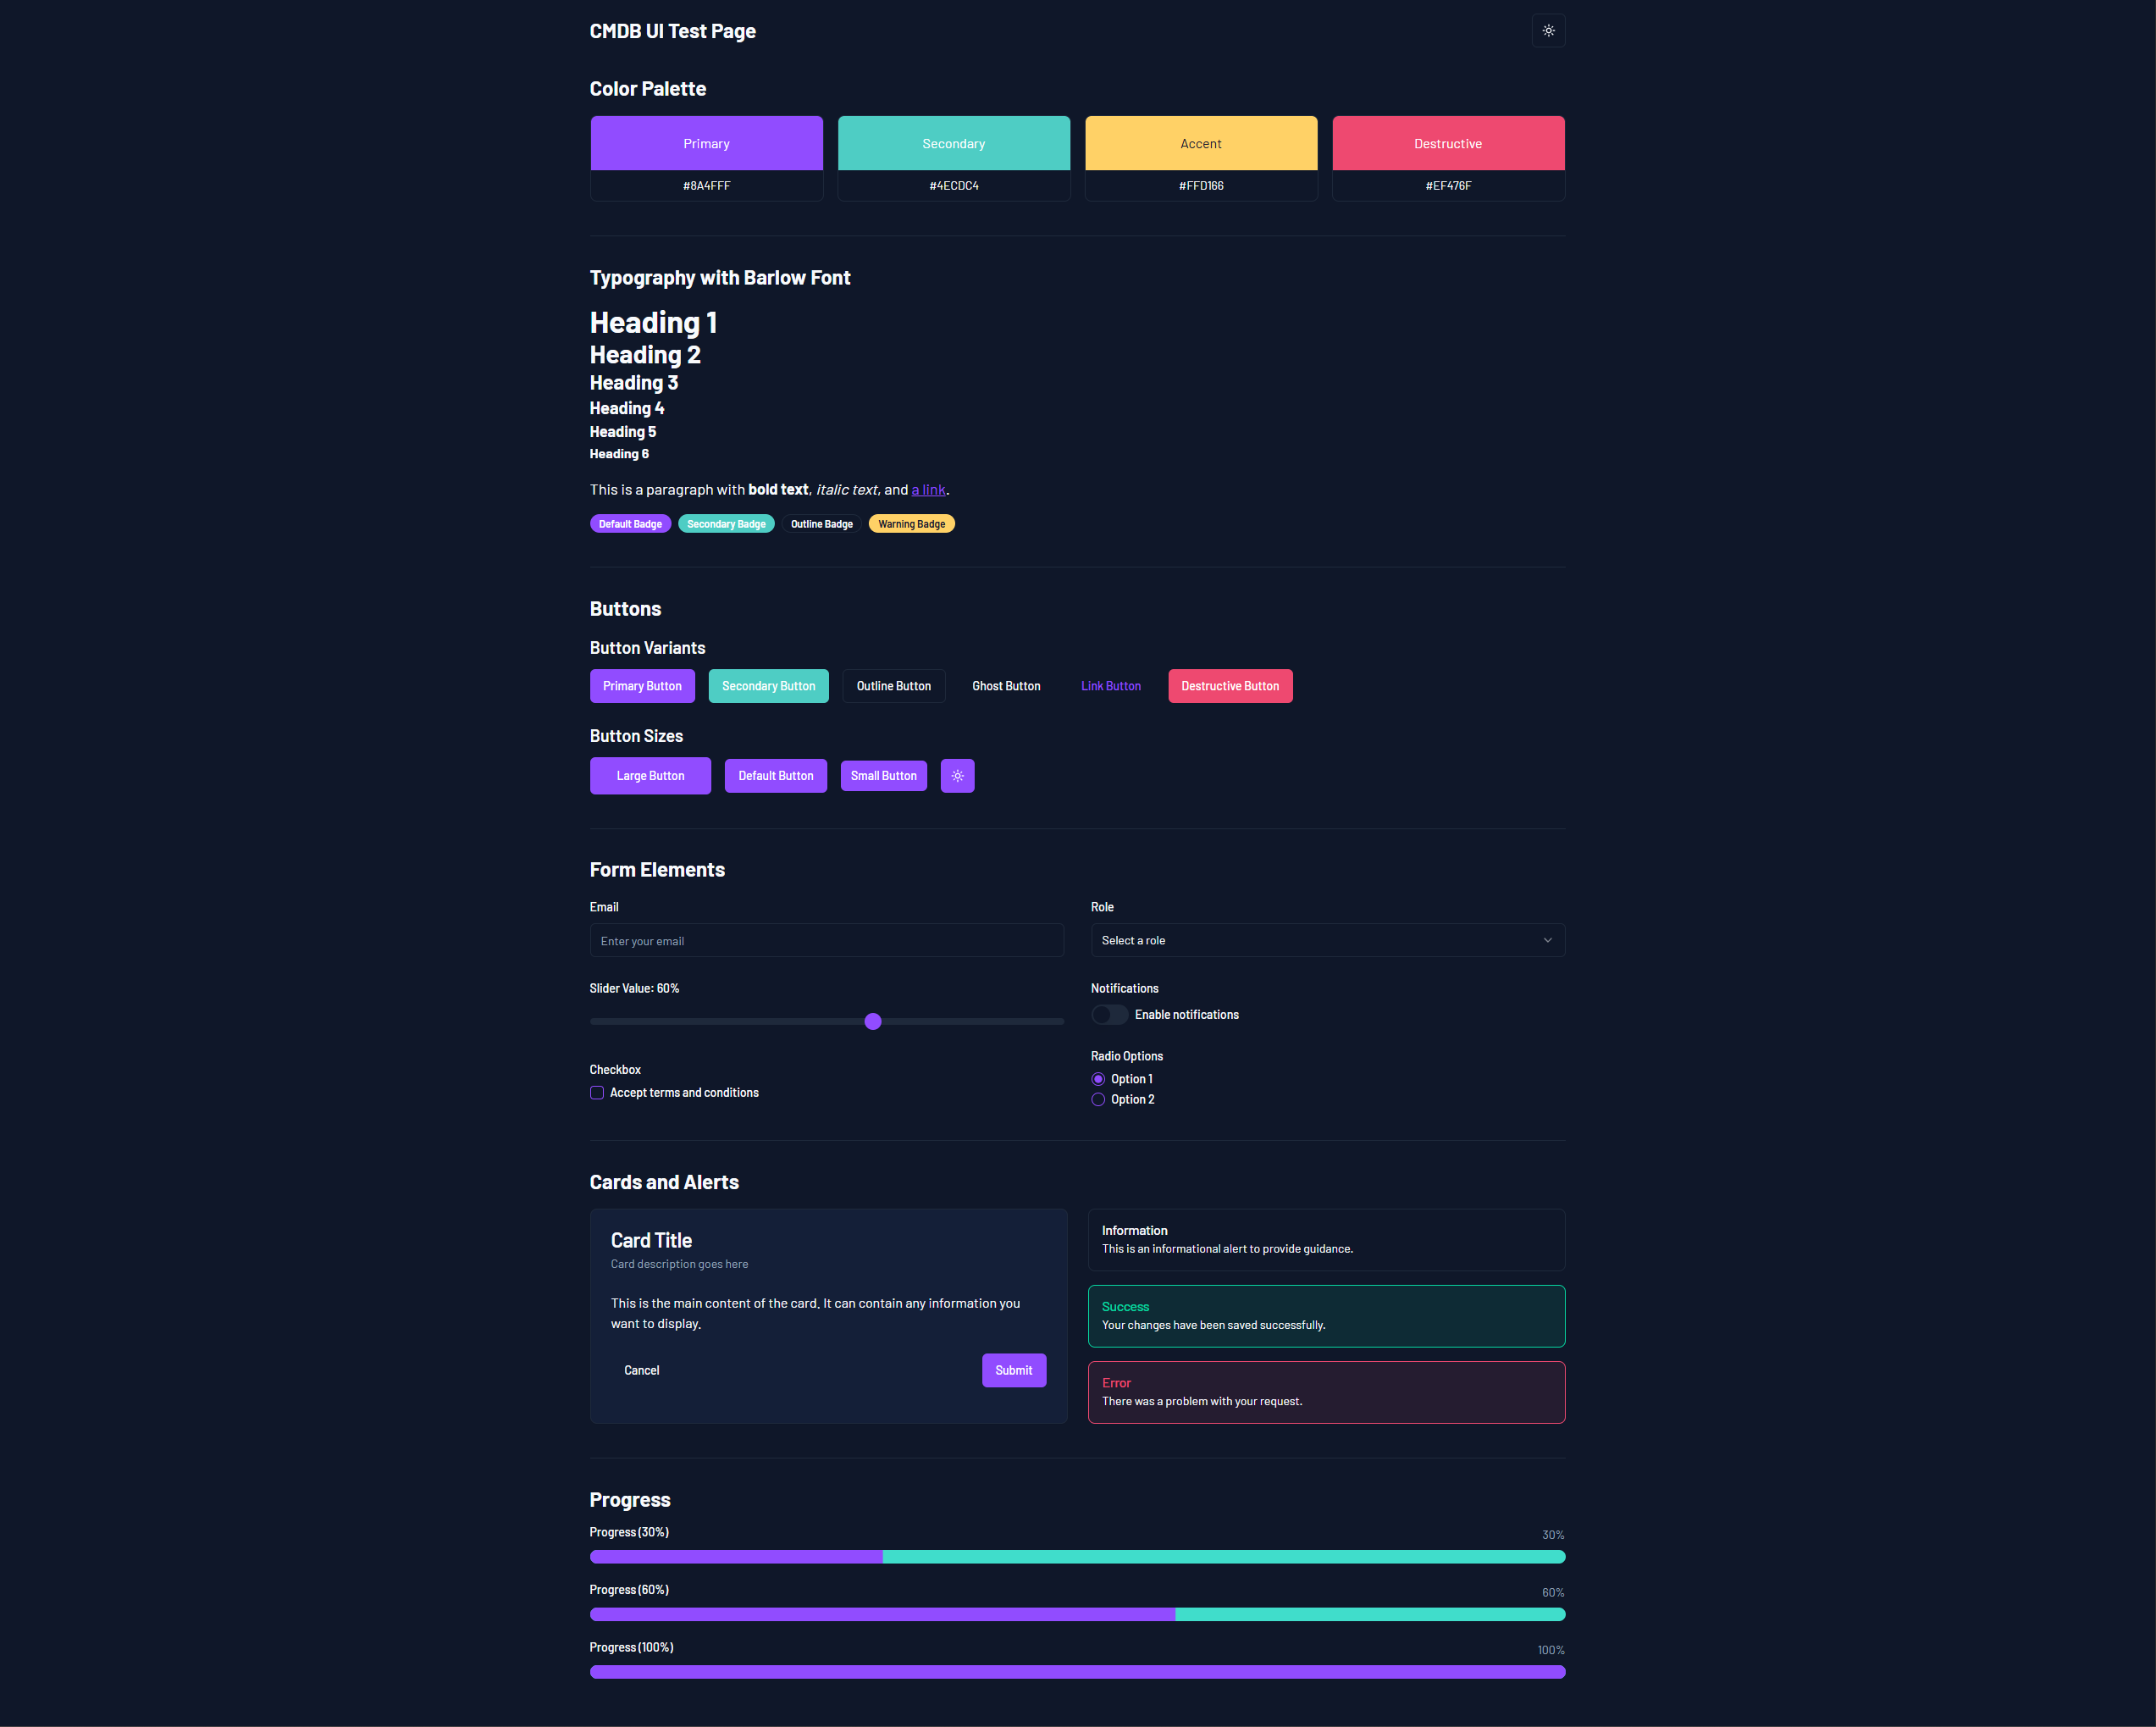 CMDB UI Test Page
Color Palette
Primary
Secondary
Accent
Destructive
#8A4FFF
#4ECDC4
#FFD166
#EF476F
Typography with Barlow Font
Heading 1
Heading 2
Heading 3
Heading 4
Heading 5
Heading 6
This is a paragraph with bold text, italic text, and a link.
Default Badge
Secondary Badge
Outline Badge
Warning Badge
Buttons
Button Variants
Primary Button
Secondary Button
Outline Button
Ghost Button
Link Button
Destructive Button
Button Sizes
Large Button
Default Button
Small Button
Form Elements
Email
Enter your email
Role
Select a role
Slider Value: 60%
Notifications
Enable notifications
Checkbox
Accept terms and conditions
Radio Options
Option 1
Option 2
Cards and Alerts
Card Title
Card description goes here
This is the main content of the card. It can contain any information you
want to display.
Cancel
Submit
Information
This is an informational alert to provide guidance.
Success
Your changes have been saved successfully.
Error
There was a problem with your request.
Progress
Progress (30%)
30%
Progress (60%)
60%
Progress (100%)
100%